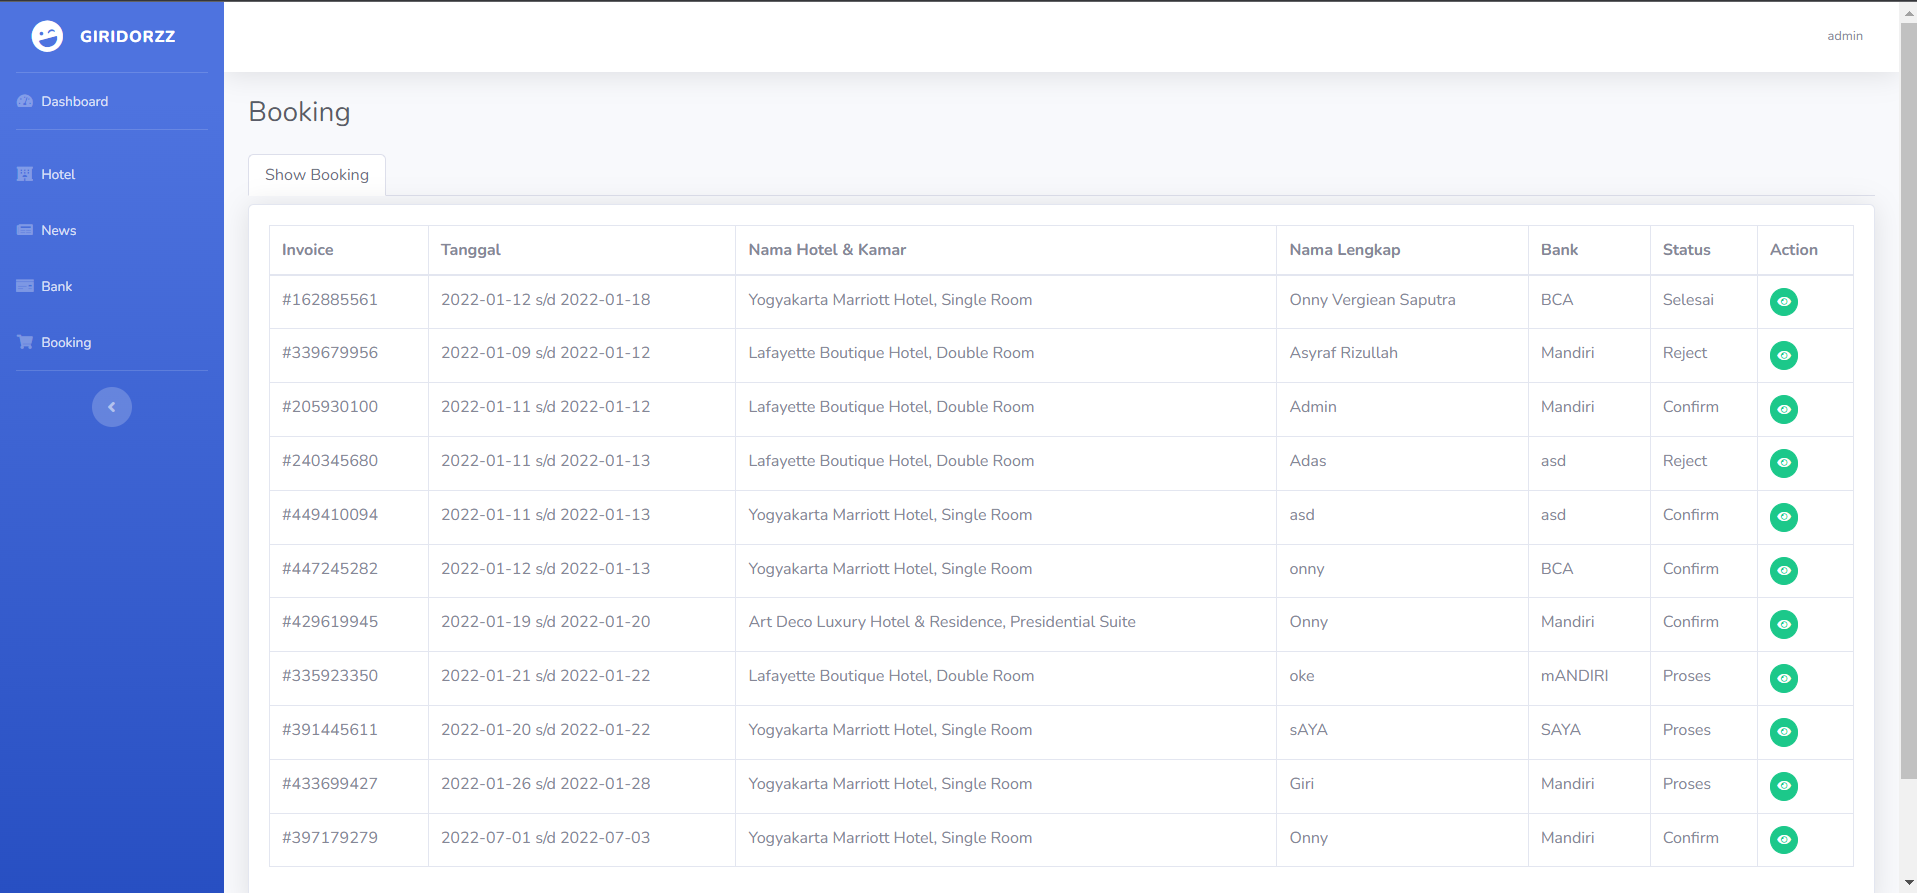 GIRIDORZZ
admin
Dashboard
Hotel
News
Bank
Booking
Booking
Show Booking
Invoice Tanggal Nama Hotel & Kamar Nama Lengkap Bank Status Action
#162885561 2022-01-12 s/d 2022-01-18 Yogyakarta Marriott Hotel, Single Room Onny Vergiean Saputra BCA Selesai
#339679956 2022-01-09 s/d 2022-01-12 Lafayette Boutique Hotel, Double Room Asyraf Rizullah Mandiri Reject
#205930100 2022-01-11 s/d 2022-01-12 Lafayette Boutique Hotel, Double Room Admin Mandiri Confirm
#240345680 2022-01-11 s/d 2022-01-13 Lafayette Boutique Hotel, Double Room Adas asd Reject
#449410094 2022-01-11 s/d 2022-01-13 Yogyakarta Marriott Hotel, Single Room asd asd Confirm
#447245282 2022-01-12 s/d 2022-01-13 Yogyakarta Marriott Hotel, Single Room onny BCA Confirm
#429619945 2022-01-19 s/d 2022-01-20 Art Deco Luxury Hotel & Residence, Presidential Suite Onny Mandiri Confirm
#335923350 2022-01-21 s/d 2022-01-22 Lafayette Boutique Hotel, Double Room oke mANDIRI Proses
#391445611 2022-01-20 s/d 2022-01-22 Yogyakarta Marriott Hotel, Single Room sAYA SAYA Proses
#433699427 2022-01-26 s/d 2022-01-28 Yogyakarta Marriott Hotel, Single Room Giri Mandiri Proses
#397179279 2022-07-01 s/d 2022-07-03 Yogyakarta Marriott Hotel, Single Room Onny Mandiri Confirm